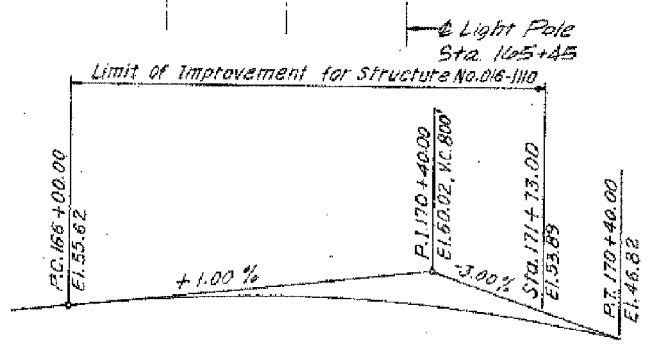 ℄ Light Pole
Sta. 165+45
Limit of Improvement for Structure No.016-1110
P.C. 166+00.00
El. 55.62
+1.00 %
P.I. 170+40.00
El. 60.02, V.C. 800'
-3.00%
Sta. 171+73.00
El. 53.89
P.T. 170+40.00
El. 46.82